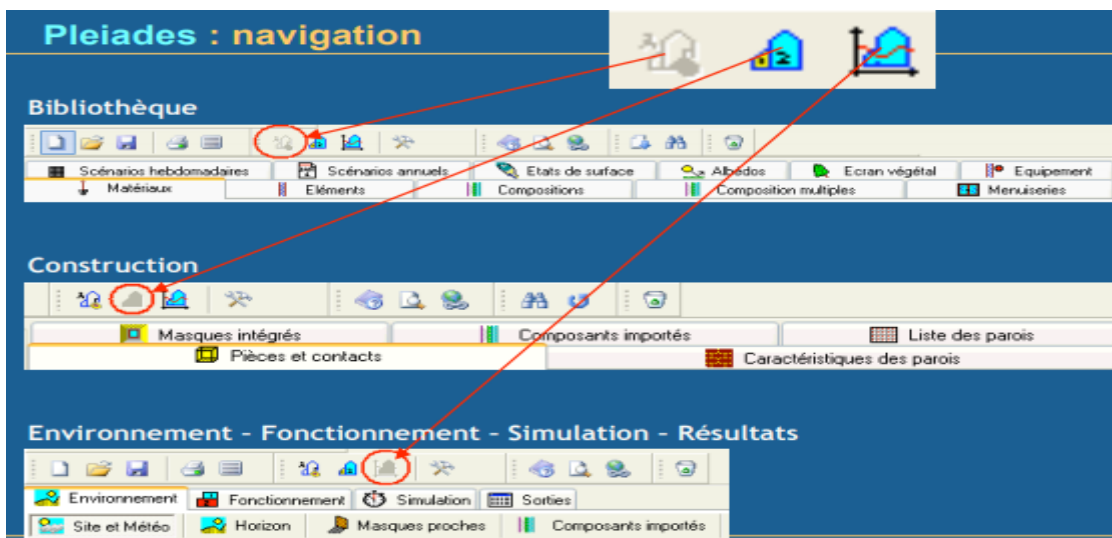 Pleiades : navigation
Bibliothèque
Scénarios hebdomadaires Scénarios annuels Etats de surface Albédos Ecran végétal Equipement
Matériaux Eléments Compositions Composition multiples Menuiseries
Construction
Masques intégrés Composants importés Liste des parois
Pièces et contacts Caractéristiques des parois
Environnement - Fonctionnement - Simulation - Résultats
Environnement Fonctionnement Simulation Sorties
Site et Météo Horizon Masques proches Composants importés